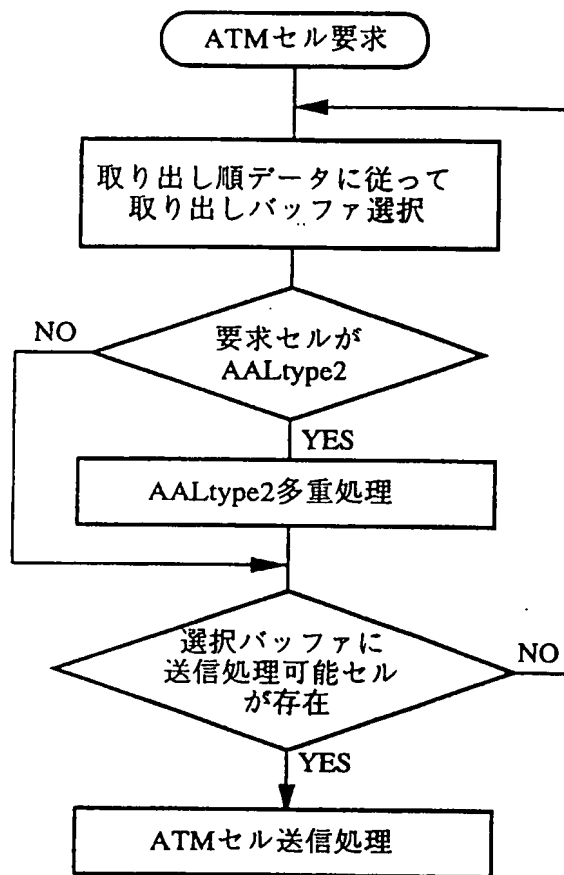 ATMセル要求
取り出し順データに従って
取り出しバッファ選択
要求セルが
AALtype2
NO
YES
AALtype2多重処理
選択バッファに
送信処理可能セル
が存在
NO
YES
ATMセル送信処理